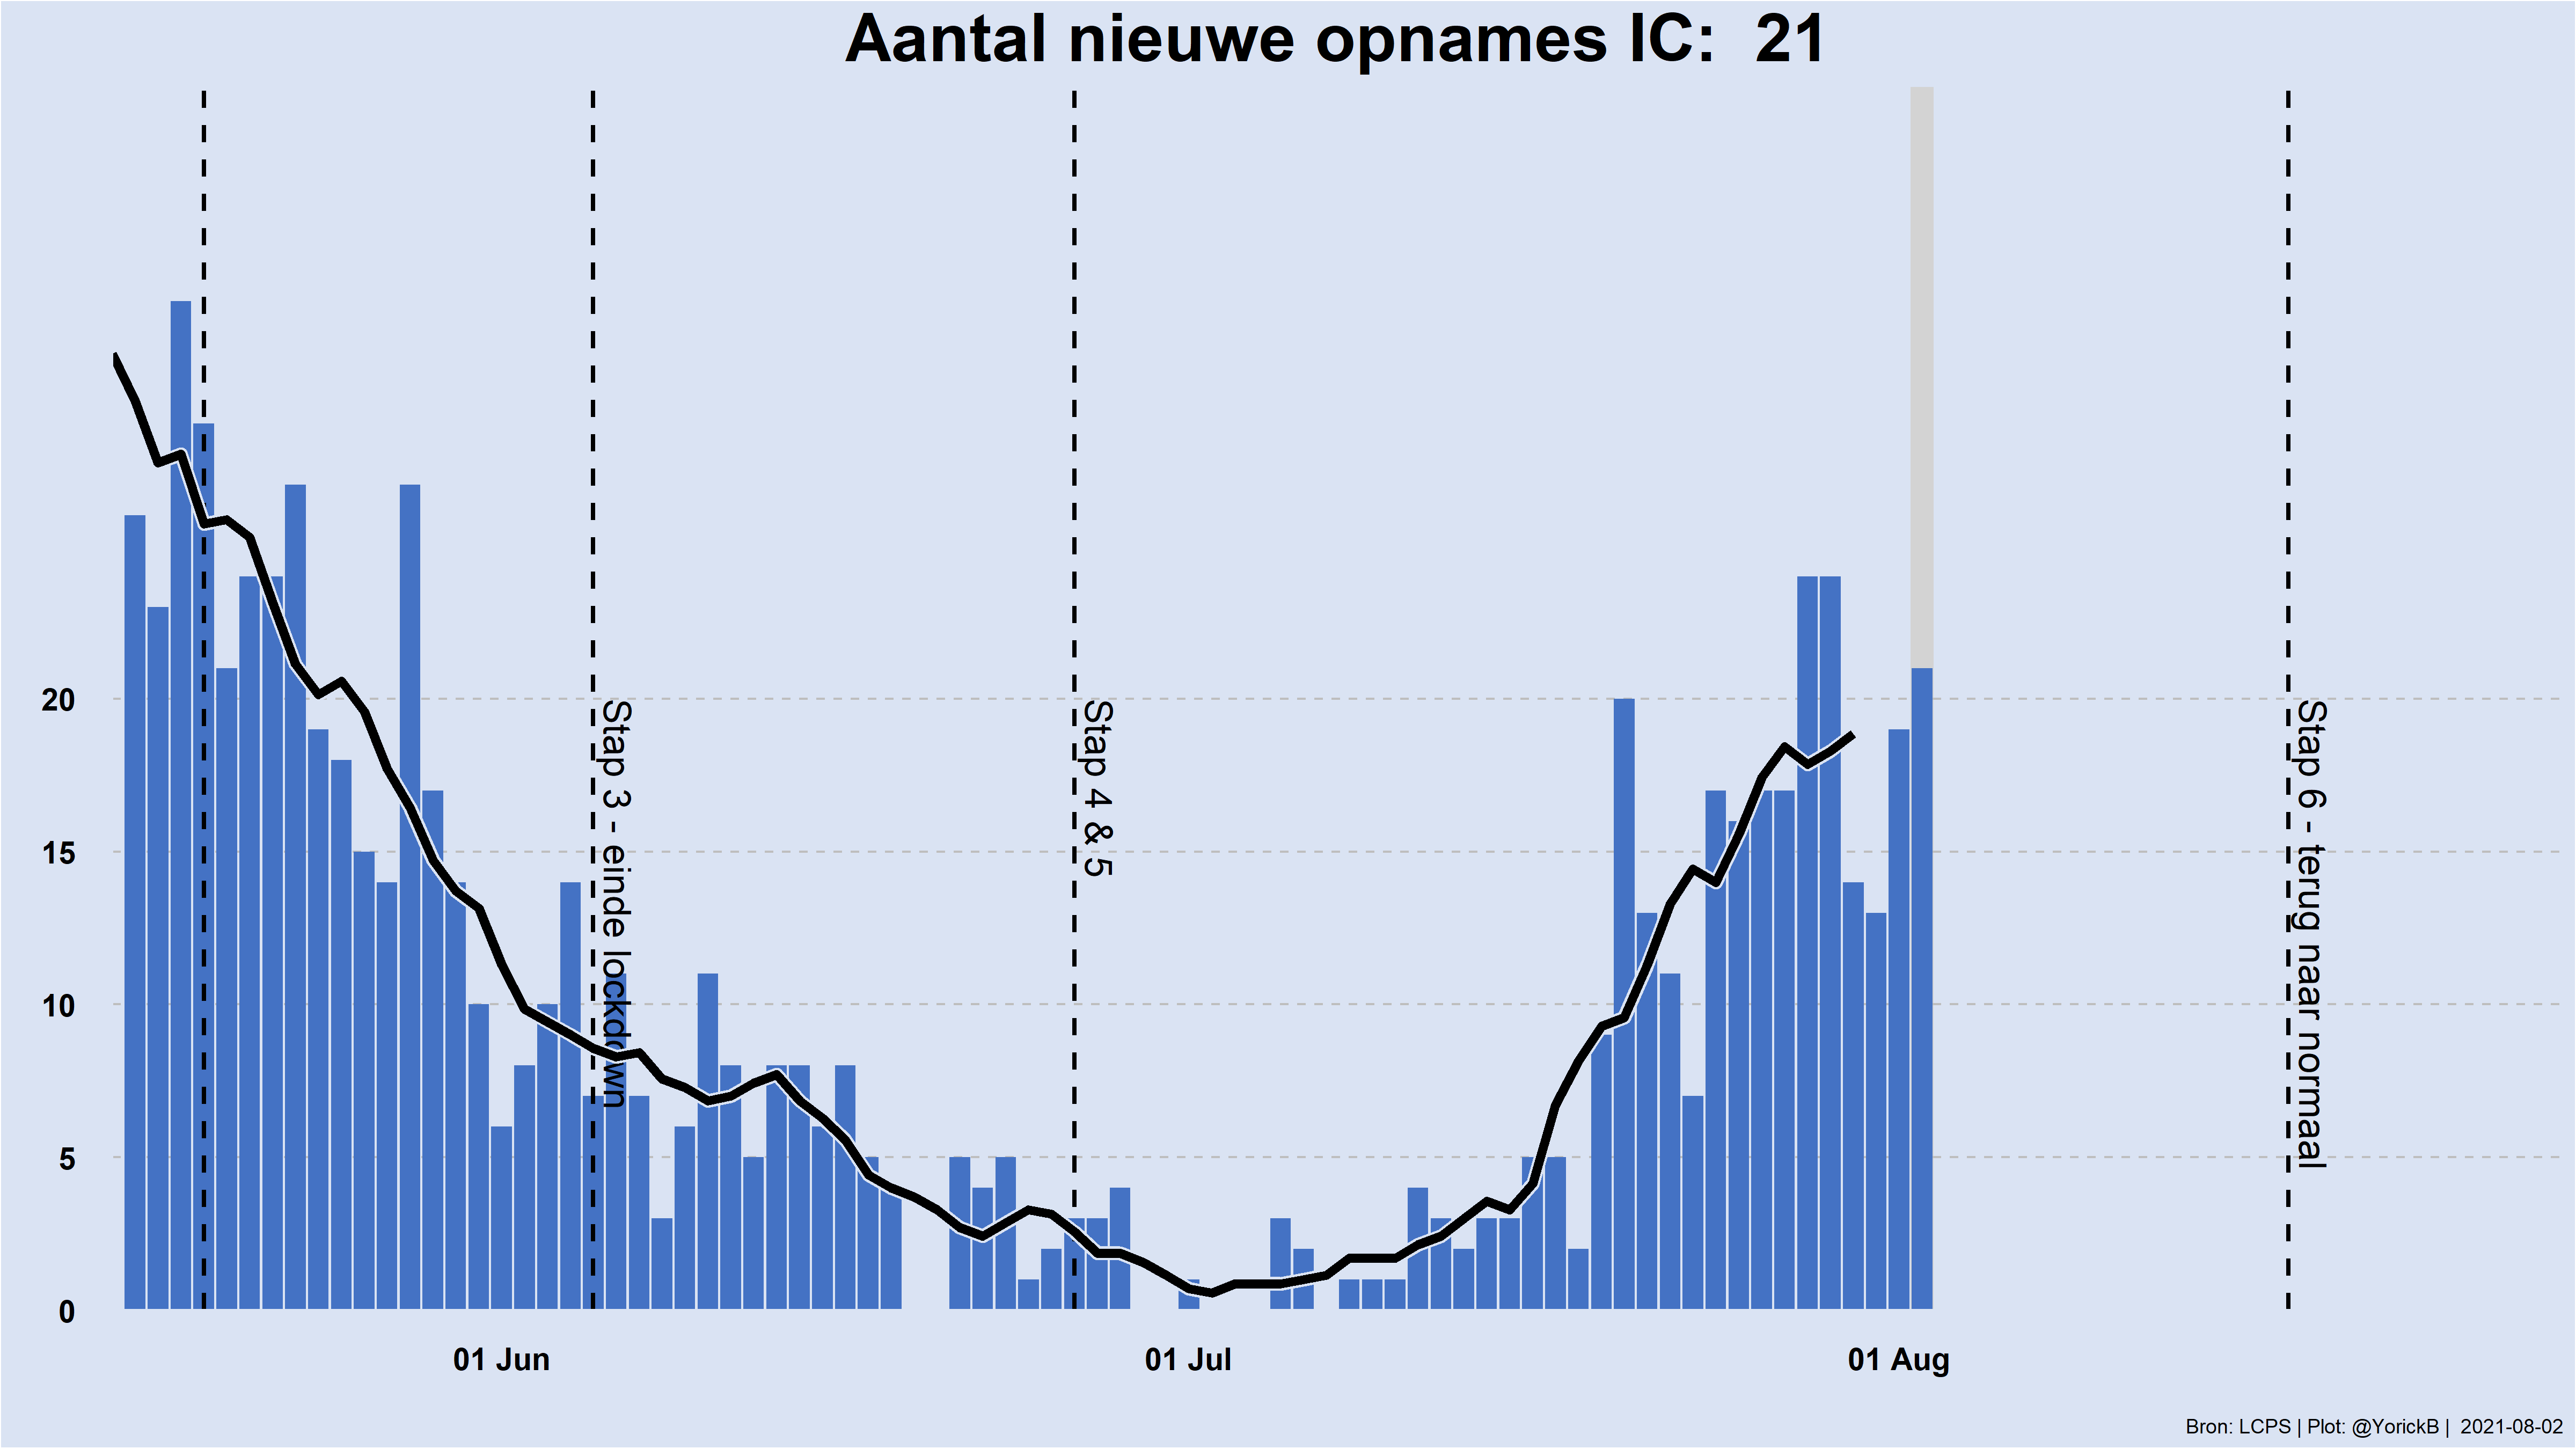 Aantal nieuwe opnames IC: 21
20
15
10
5
0
Stap 3 - einde lockdown
Stap 4 & 5
Stap 6 - terug naar normaal
01 Jun
01 Jul
01 Aug
Bron: LCPS | Plot: @YorickB | 2021-08-02